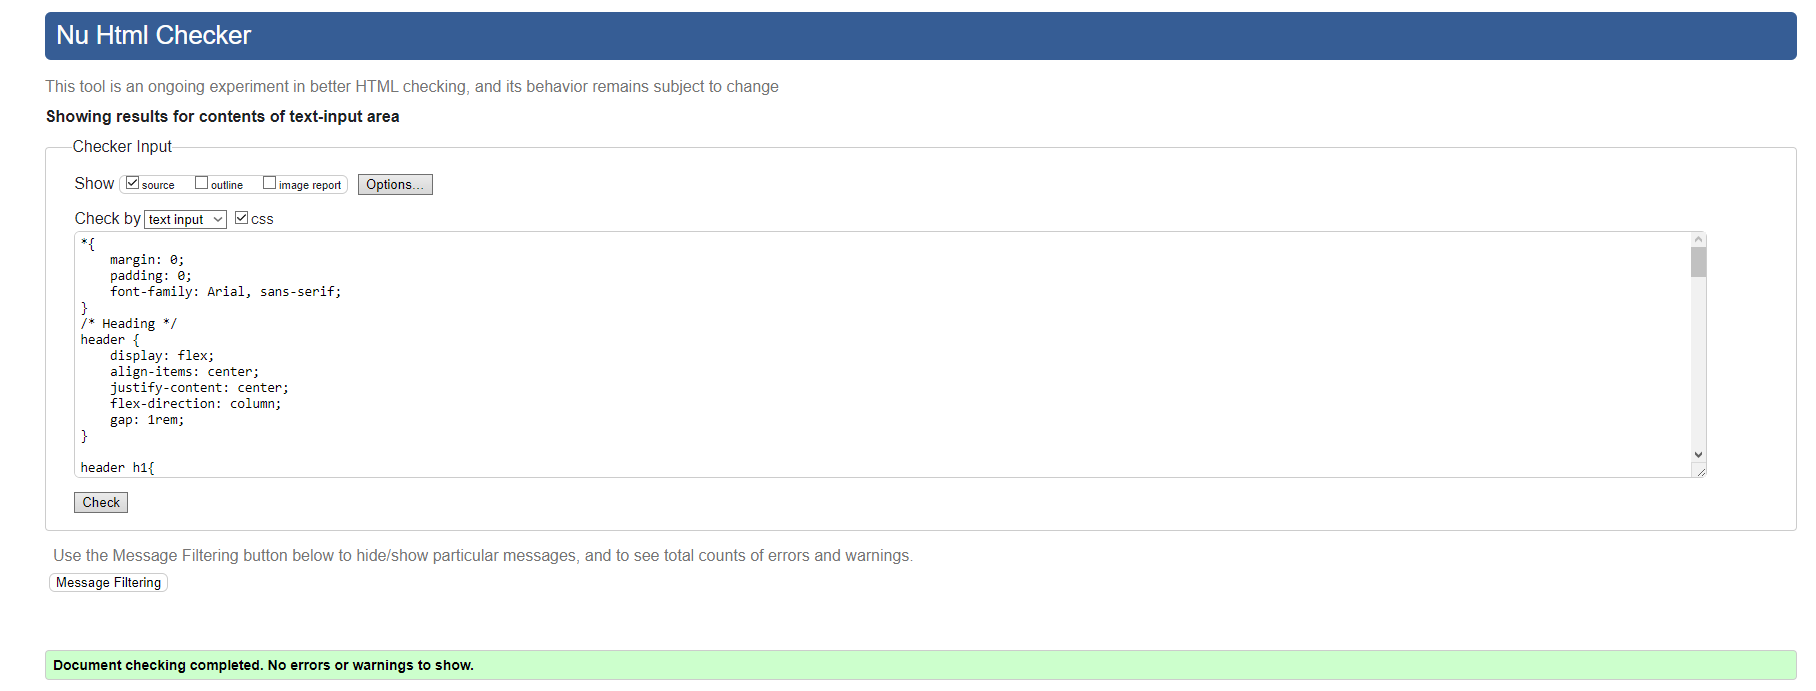 Nu Html Checker
This tool is an ongoing experiment in better HTML checking, and its behavior remains subject to change
Showing results for contents of text-input area
Checker Input
Show source outline image report Options...
Check by text input css
*{
    margin: 0;
    padding: 0;
    font-family: Arial, sans-serif;
}
/* Heading */
header {
    display: flex;
    align-items: center;
    justify-content: center;
    flex-direction: column;
    gap: 1rem;
}
header h1{
Check
Use the Message Filtering button below to hide/show particular messages, and to see total counts of errors and warnings.
Message Filtering
Document checking completed. No errors or warnings to show.